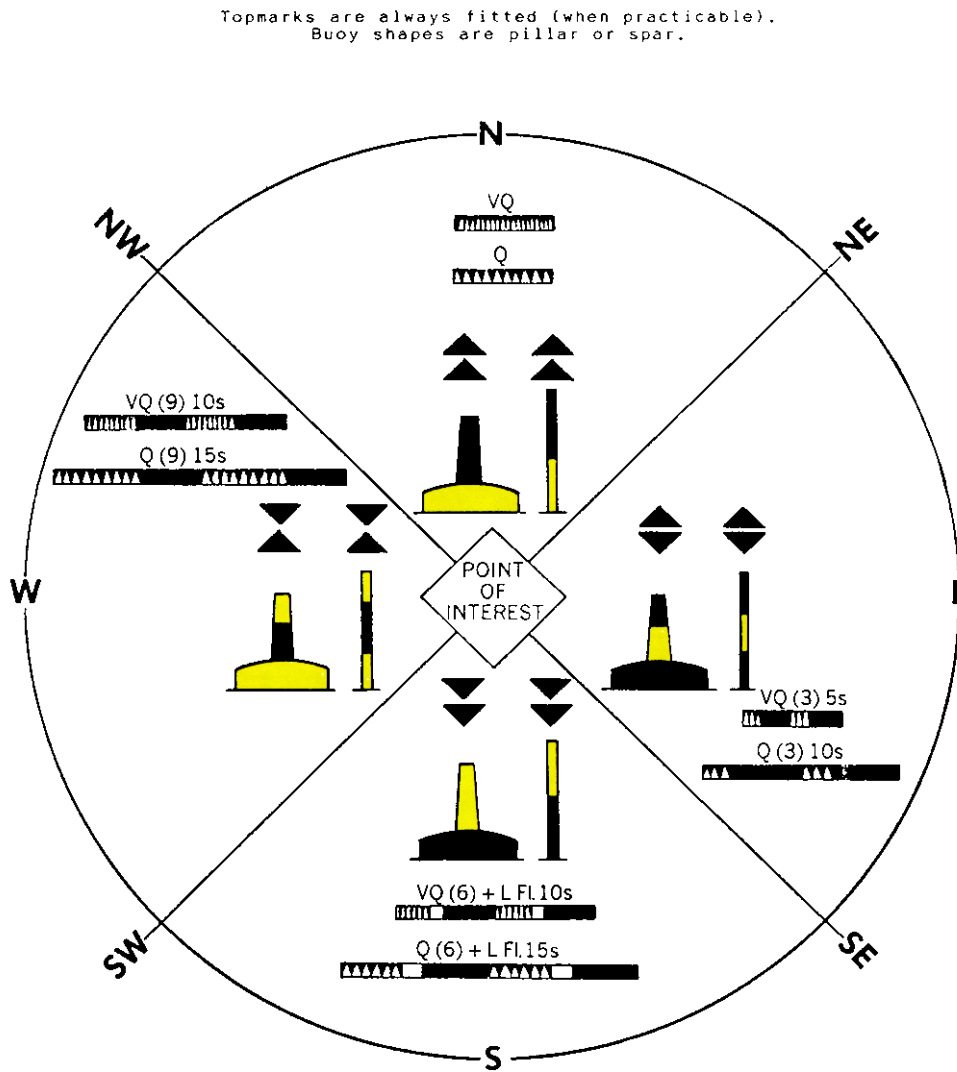 Topmarks are always fitted (when practicable).
Buoy shapes are pillar or spar.
N
NW
NE
VQ
Q
VQ (9) 10s
Q (9) 15s
W
POINT
OF
INTEREST
VQ (3) 5s
Q (3) 10s
VQ (6) + L Fl. 10s
Q (6) + L Fl. 15s
SW
SE
S